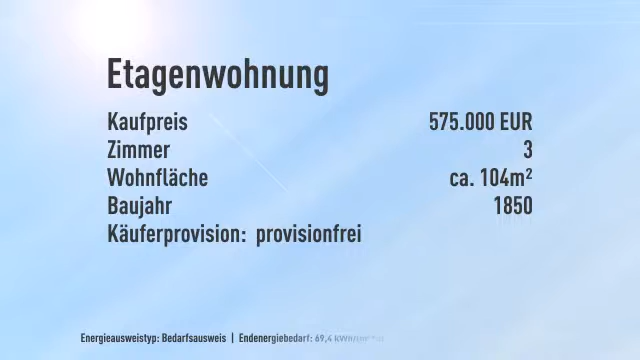 Etagenwohnung
Kaufpreis 575.000 EUR
Zimmer 3
Wohnfläche ca. 104m²
Baujahr 1850
Käuferprovision: provisionfrei
Energieausweistyp: Bedarfsausweis | Endenergiebedarf: 69,4